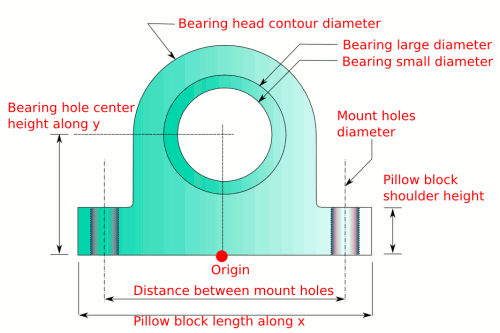 Bearing head contour diameter
Bearing large diameter
Bearing small diameter
Bearing hole center
height along y
Mount holes
diameter
Pillow block
shoulder height
Origin
Distance between mount holes
Pillow block length along x